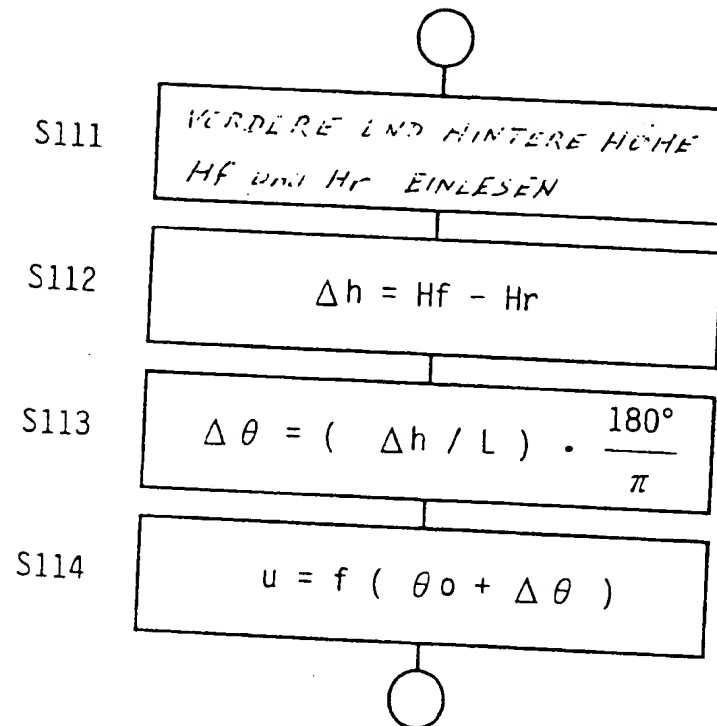 S111
VORDERE UND HINTERE HÖHE
Hf und Hr EINLESEN
S112
Δh = Hf - Hr
S113
Δθ = ( Δh / L ) · 180° / π
S114
u = f ( θo + Δθ )